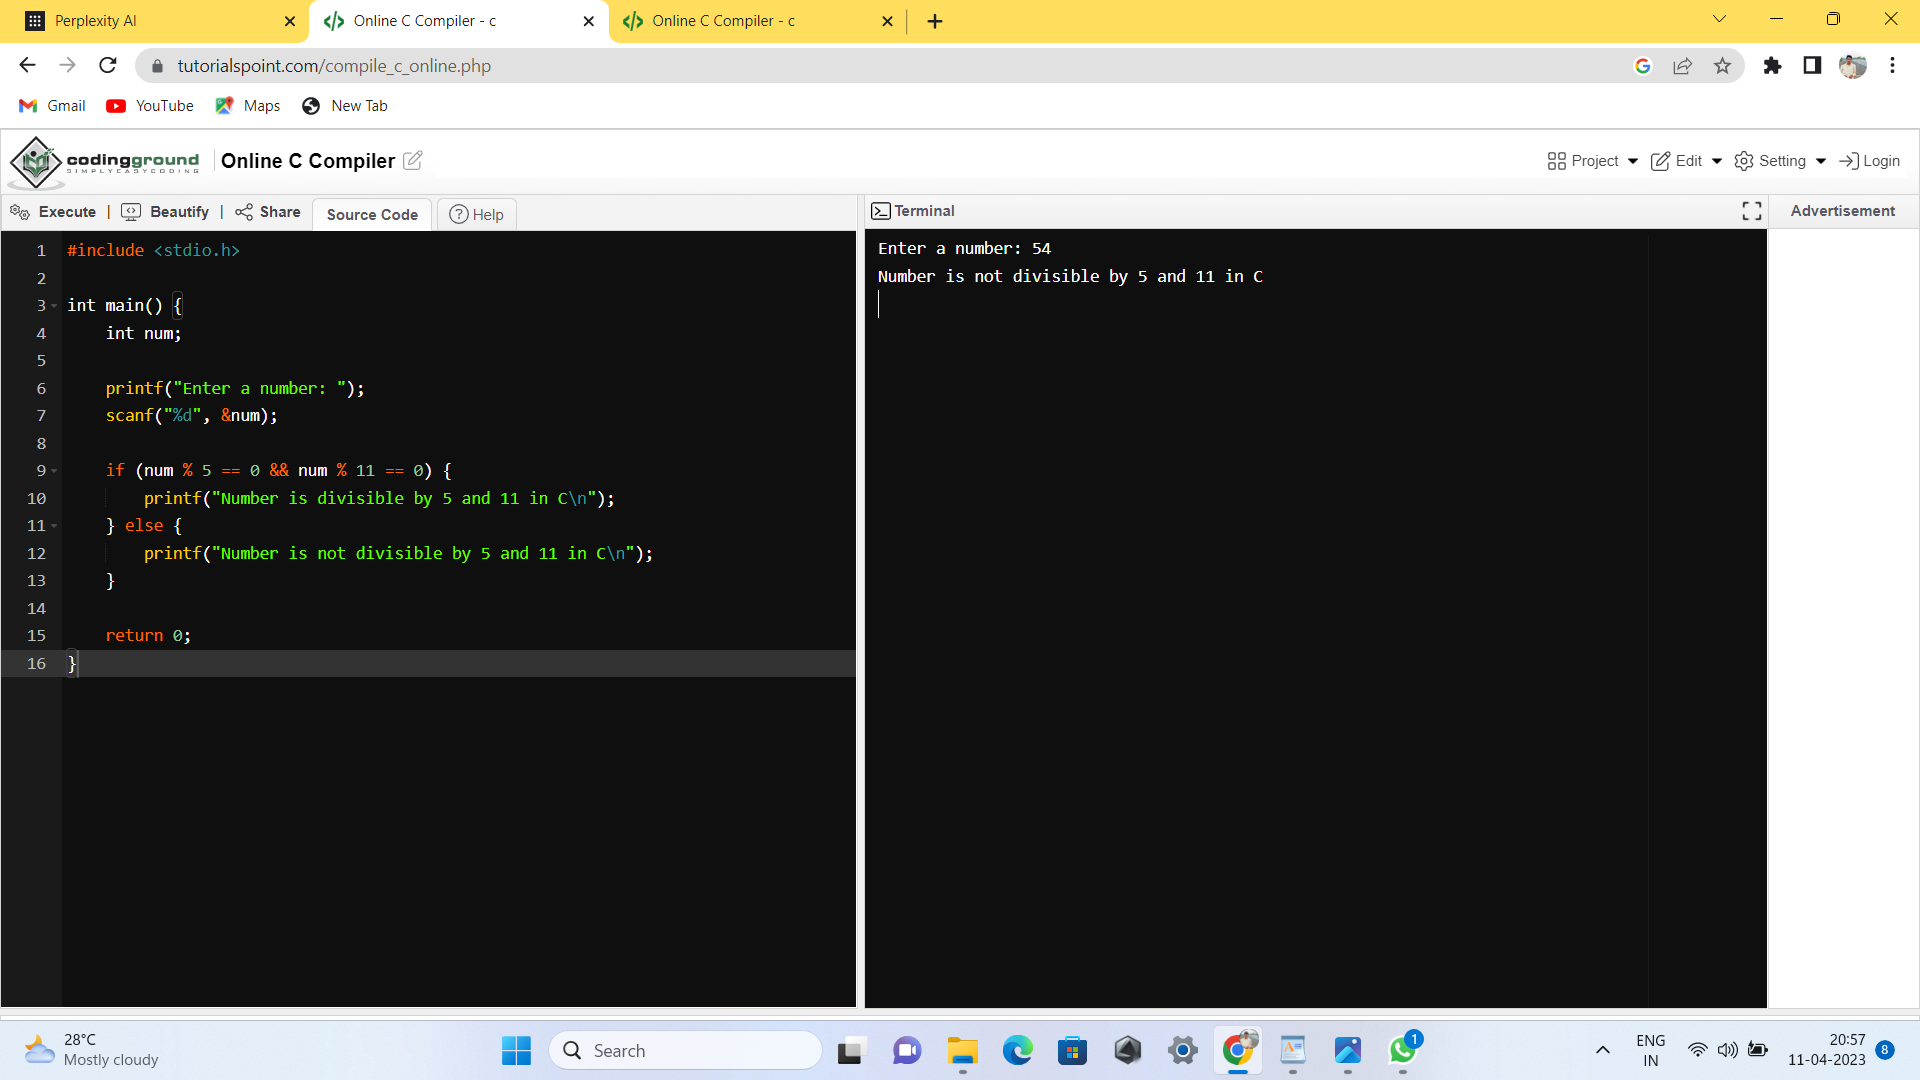 Perplexity AI
Online C Compiler - c
Online C Compiler - c
tutorialspoint.com/compile_c_online.php
Gmail YouTube Maps New Tab
codingground
SIMPLYEASYCODING
Online C Compiler
Project Edit Setting Login
Execute | Beautify | Share Source Code Help
Terminal
Advertisement
1 #include <stdio.h>
2
3 int main() {
4     int num;
5
6     printf("Enter a number: ");
7     scanf("%d", &num);
8
9     if (num % 5 == 0 && num % 11 == 0) {
10         printf("Number is divisible by 5 and 11 in C\n");
11     } else {
12         printf("Number is not divisible by 5 and 11 in C\n");
13     }
14
15     return 0;
16 }
Enter a number: 54
Number is not divisible by 5 and 11 in C
28°C
Mostly cloudy
Search
1
ENG
IN
20:57
11-04-2023
8